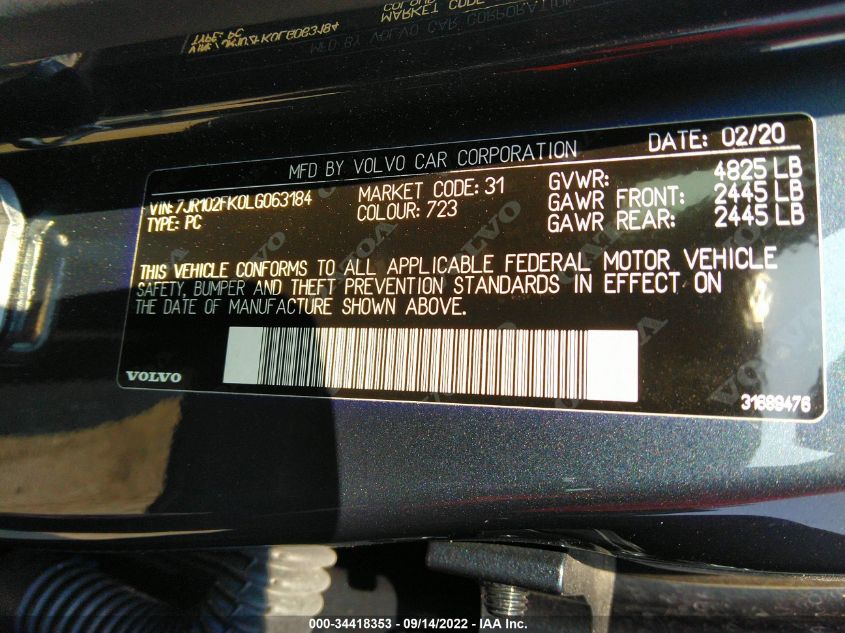 MFD BY VOLVO CAR CORPORATION DATE: 02/20
VIN: 7JR102FK0LG063184 MARKET CODE: 31 GVWR: 4825 LB
TYPE: PC COLOUR: 723 GAWR FRONT: 2445 LB
GAWR REAR: 2445 LB
THIS VEHICLE CONFORMS TO ALL APPLICABLE FEDERAL MOTOR VEHICLE
SAFETY, BUMPER AND THEFT PREVENTION STANDARDS IN EFFECT ON
THE DATE OF MANUFACTURE SHOWN ABOVE.
VOLVO
31689476
000-34418353 - 09/14/2022 - IAA Inc.